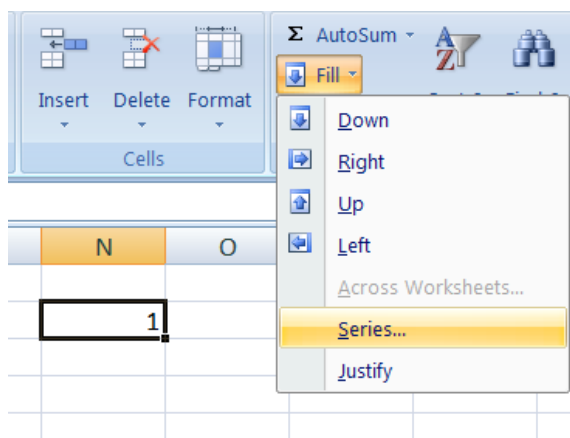 Σ AutoSum
Fill
Insert Delete Format
Cells
Down
Right
Up
Left
Across Worksheets...
Series...
Justify
N O
1
A
Z